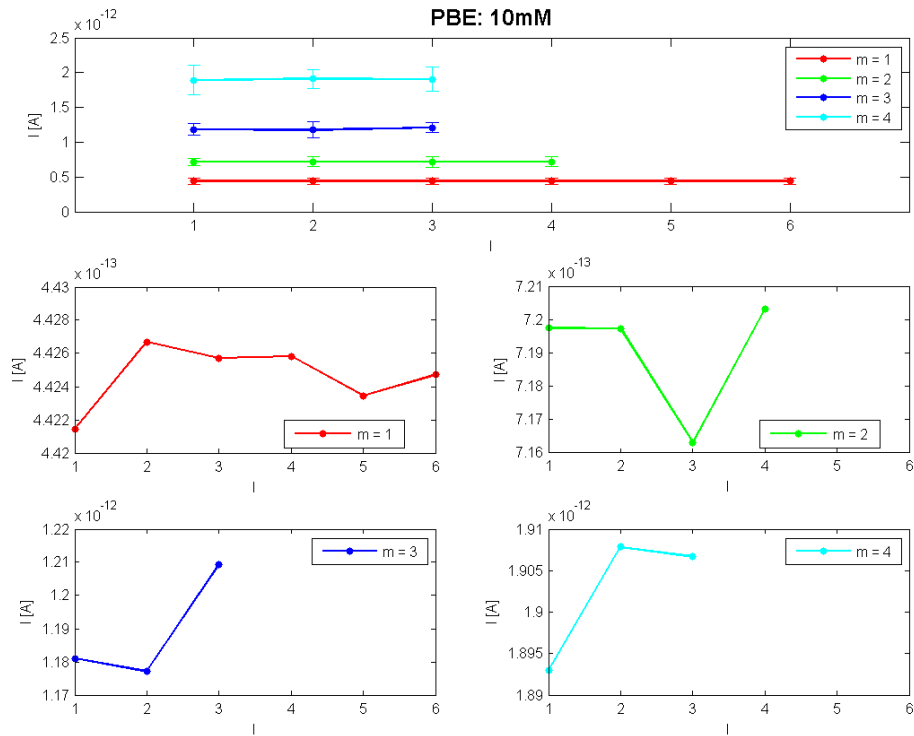 PBE: 10mM
x 10^-12
2.5
2
1.5
1
0.5
0
I [A]
1 2 3 4 5 6
l
m = 1
m = 2
m = 3
m = 4
x 10^-13
4.43
4.428
4.426
4.424
4.422
4.42
I [A]
1 2 3 4 5 6
l
m = 1
x 10^-13
7.21
7.2
7.19
7.18
7.17
7.16
I [A]
1 2 3 4 5 6
l
m = 2
x 10^-12
1.22
1.21
1.2
1.19
1.18
1.17
I [A]
1 2 3 4 5 6
l
m = 3
x 10^-12
1.91
1.905
1.9
1.895
1.89
I [A]
1 2 3 4 5 6
l
m = 4